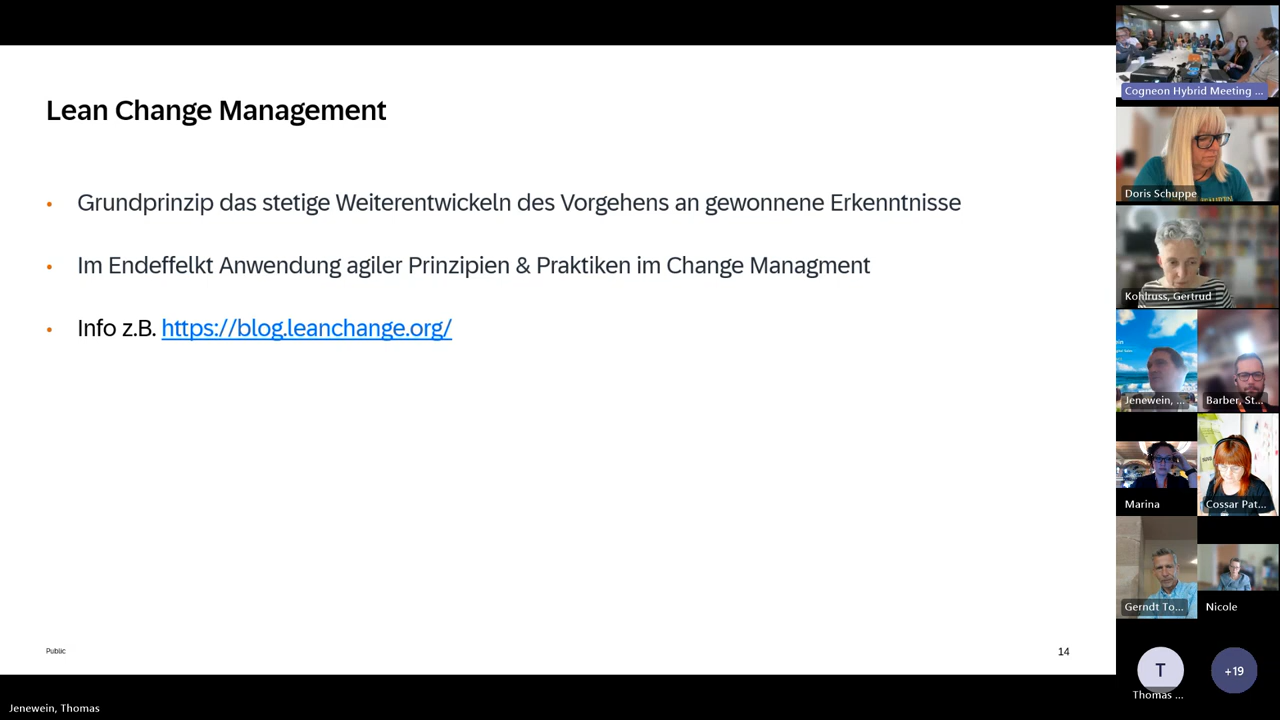 Lean Change Management
• Grundprinzip das stetige Weiterentwickeln des Vorgehens an gewonnene Erkenntnisse
• Im Endeffelkt Anwendung agiler Prinzipien & Praktiken im Change Managment
• Info z.B. https://blog.leanchange.org/
Public
14
Jenewein, Thomas
Cogneon Hybrid Meeting ...
Doris Schuppe
Kohlruss, Gertrud
Jenewein, ...
Barber, St...
Marina
Cossar Pat...
Gerndt To...
Nicole
T
Thomas ...
+19